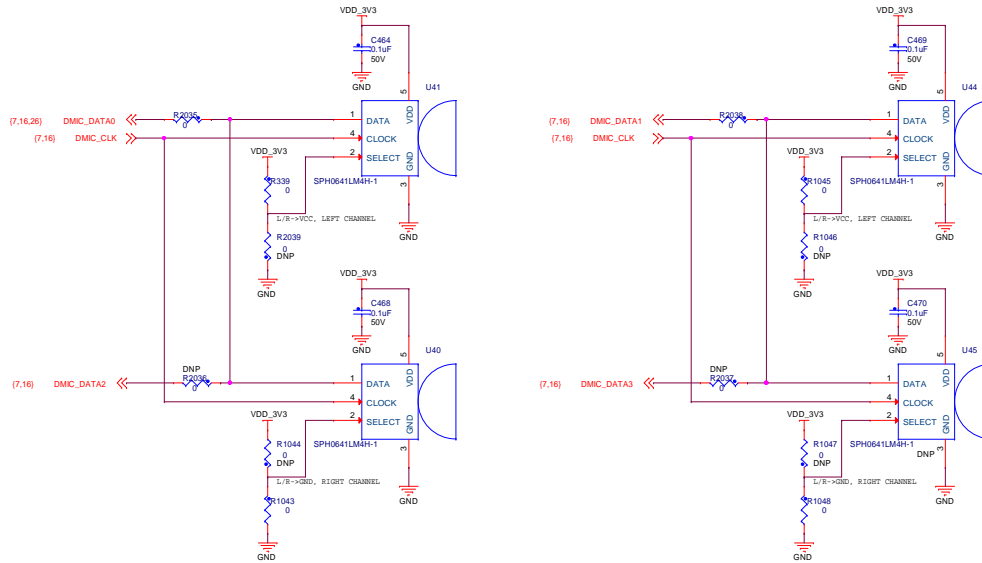 VDD_3V3
C464
0.1uF
50V
GND
5
U41
(7,16,26)
DMIC_DATA0
R2035
0
1
DATA
VDD
(7,16)
DMIC_CLK
4
CLOCK
VDD_3V3
2
SELECT
GND
R339
0
SPH0641LM4H-1
3
L/R->VCC, LEFT CHANNEL
R2039
0
DNP
GND
GND
VDD_3V3
C468
0.1uF
50V
GND
5
U40
DNP
(7,16)
DMIC_DATA2
R2036
0
1
DATA
VDD
4
CLOCK
VDD_3V3
2
SELECT
GND
R1044
0
DNP
SPH0641LM4H-1
3
L/R->GND, RIGHT CHANNEL
R1043
0
GND
GND
VDD_3V3
C469
0.1uF
50V
GND
5
U44
(7,16)
DMIC_DATA1
R2038
0
1
DATA
VDD
(7,16)
DMIC_CLK
4
CLOCK
VDD_3V3
2
SELECT
GND
R1045
0
SPH0641LM4H-1
3
L/R->VCC, LEFT CHANNEL
R1046
0
DNP
GND
GND
VDD_3V3
C470
0.1uF
50V
GND
5
U45
DNP
(7,16)
DMIC_DATA3
R2037
0
1
DATA
VDD
4
CLOCK
VDD_3V3
2
SELECT
GND
R1047
0
DNP
SPH0641LM4H-1
DNP
3
L/R->GND, RIGHT CHANNEL
R1048
0
GND
GND